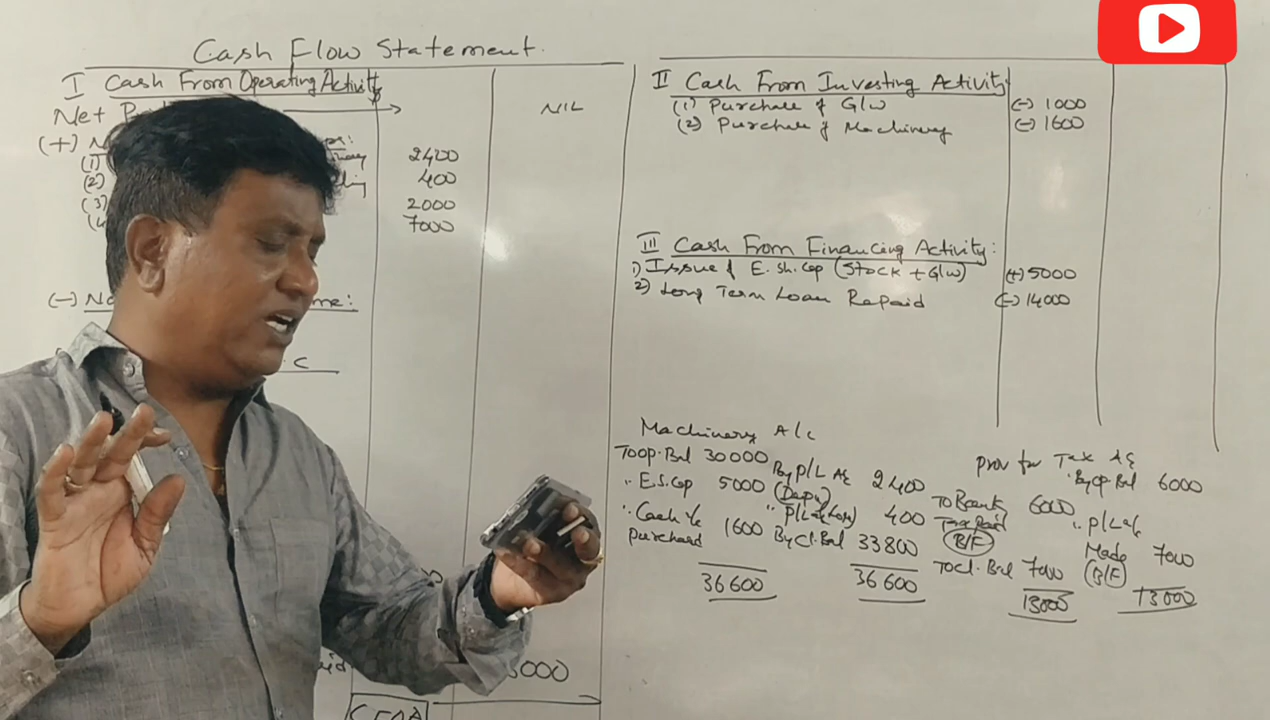 Cash Flow Statement.
I Cash From Operating Activity
Net
NIL
(+)
(1) 2400
(2) 400
(3) 2000
7000
(-)
II Cash From Investing Activity
(1) Purchase of G/w (-) 1000
(2) Purchase of Machinery (-) 1600
III Cash From Financing Activity:
1) Issue of E. Sh. Cap (Stock + G/w) (+) 5000
2) Long Term Loan Repaid (-) 14000
Machinery A/c
To op. Bal 30000 By P/L A/c 2400
" E.S. Cap 5000 (Depn) " P/L A/c (Loss) 400
" Cash A/c 1600 By Cl. Bal 33800
Purchased
36600 36600
Prov for Tax A/c
By op Bal 6000
To Bank 6000 " P/L A/c
Tax Paid Made 7000
(B/F) (B/F)
To Cl. Bal 7000
13000 13000